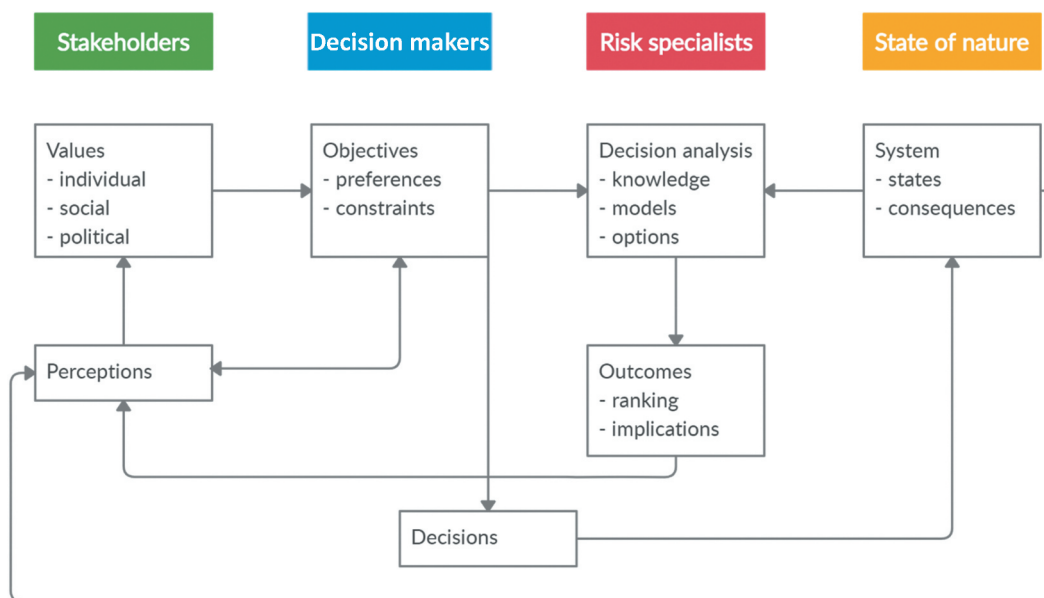 Stakeholders
Decision makers
Risk specialists
State of nature
Values
- individual
- social
- political
Objectives
- preferences
- constraints
Decision analysis
- knowledge
- models
- options
System
- states
- consequences
Perceptions
Outcomes
- ranking
- implications
Decisions